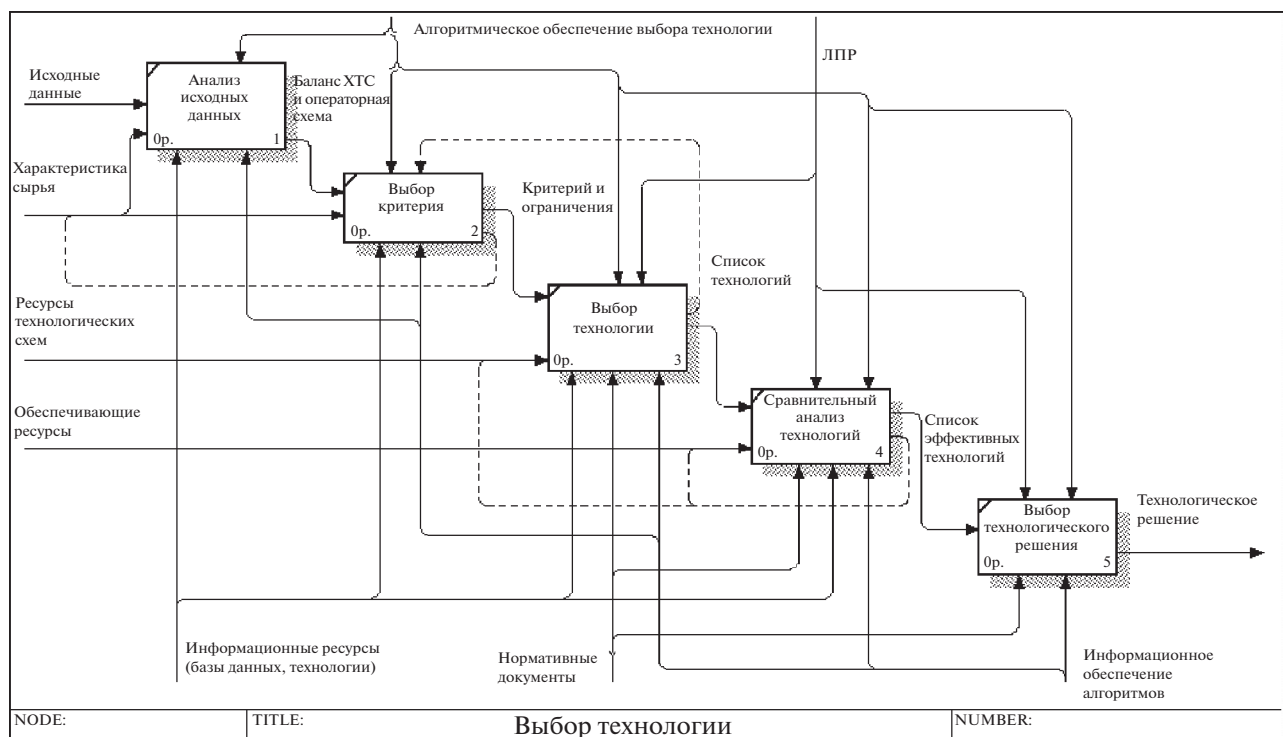 Алгоритмическое обеспечение выбора технологии
ЛПР
Исходные
данные
Анализ
исходных
данных
0р.
1
Баланс ХТС
и операторная
схема
Характеристика
сырья
Выбор
критерия
0р.
2
Критерий и
ограничения
Список
технологий
Ресурсы
технологических
схем
Выбор
технологии
0р.
3
Обеспечивающие
ресурсы
Сравнительный
анализ
технологий
0р.
4
Список
эффективных
технологий
Выбор
технологического
решения
0р.
5
Технологическое
решение
Информационные ресурсы
(базы данных, технологии)
Нормативные
документы
Информационное
обеспечение
алгоритмов
NODE:
TITLE:
Выбор технологии
NUMBER: